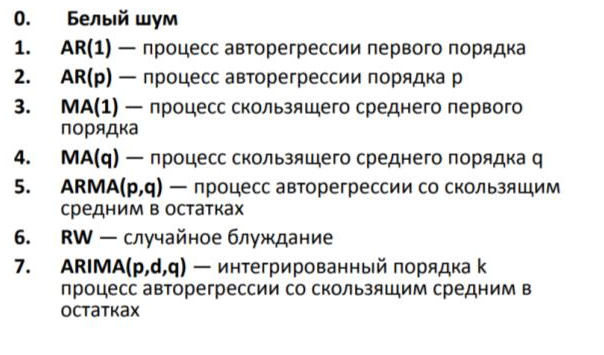 0. Белый шум
1. AR(1) — процесс авторегрессии первого порядка
2. AR(p) — процесс авторегрессии порядка p
3. MA(1) — процесс скользящего среднего первого
порядка
4. MA(q) — процесс скользящего среднего порядка q
5. ARMA(p,q) — процесс авторегрессии со скользящим
средним в остатках
6. RW — случайное блуждание
7. ARIMA(p,d,q) — интегрированный порядка k
процесс авторегрессии со скользящим средним в
остатках